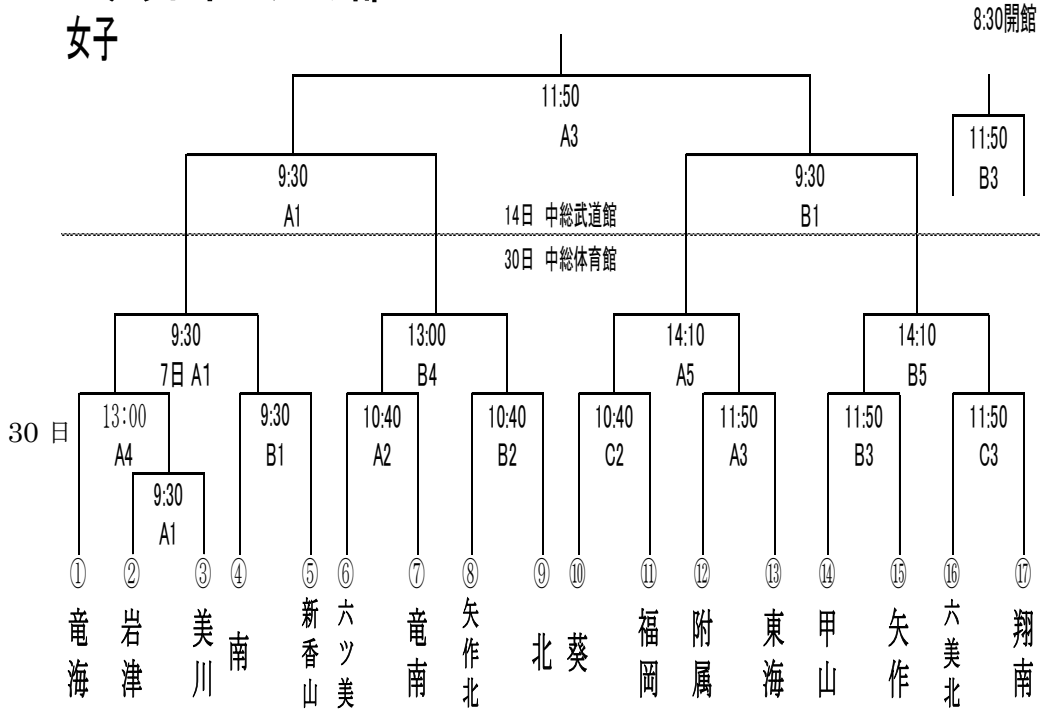 8:30開館
女子
11:50
A3
11:50
B3
9:30
A1
9:30
B1
14日 中総武道館
30日 中総体育館
9:30
7日 A1
13:00
B4
14:10
A5
14:10
B5
30 日
13:00
A4
9:30
B1
10:40
A2
10:40
B2
10:40
C2
11:50
A3
11:50
B3
11:50
C3
9:30
A1
① 竜海
② 岩津
③ 美川
④ 南
⑤ 新香山
⑥ 六ツ美
⑦ 竜南
⑧ 矢作北
⑨ 北
⑩ 葵
⑪ 福岡
⑫ 附属
⑬ 東海
⑭ 甲山
⑮ 矢作
⑯ 六美北
⑰ 翔南